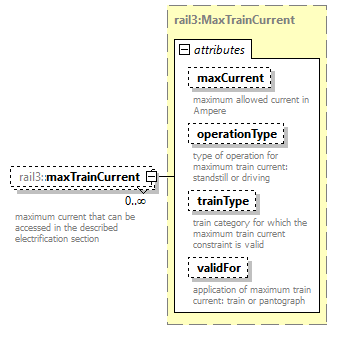 rail3:MaxTrainCurrent
attributes
maxCurrent
maximum allowed current in
Ampere
operationType
type of operation for
maximum train current:
standstill or driving
rail3:maxTrainCurrent
0..∞
maximum current that can be
accessed in the described
electrification section
trainType
train category for which the
maximum train current
constraint is valid
validFor
application of maximum train
current: train or pantograph